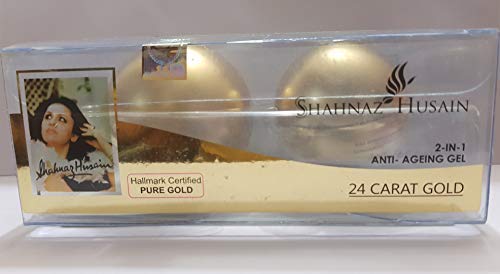 SHAHNAZ HUSAIN
2-IN-1
ANTI- AGEING GEL
Shahnaz Husain
Hallmark Certified
PURE GOLD
24 CARAT GOLD